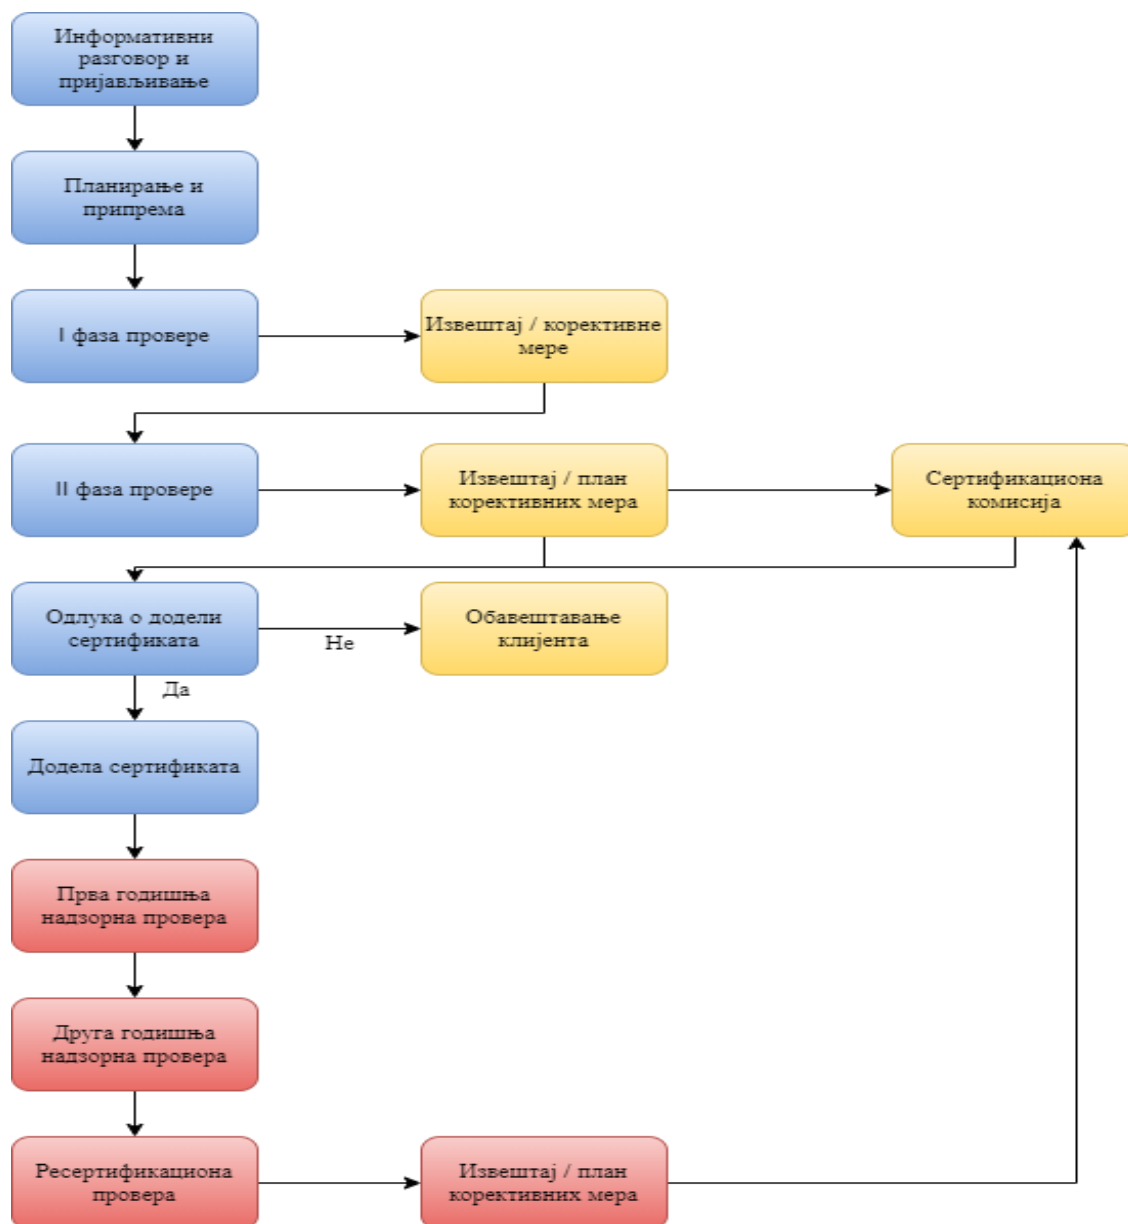 Информативни
разговор и
пријављивање
Планирање и
припрема
I фаза провере
Извештај / корективне
мере
II фаза провере
Извештај / план
корективних мера
Сертификациона
комисија
Одлука о додели
сертификата
Не
Обавештавање
клијента
Да
Додела сертификата
Прва годишња
надзорна провера
Друга годишња
надзорна провера
Ресертификациона
провера
Извештај / план
корективних мера